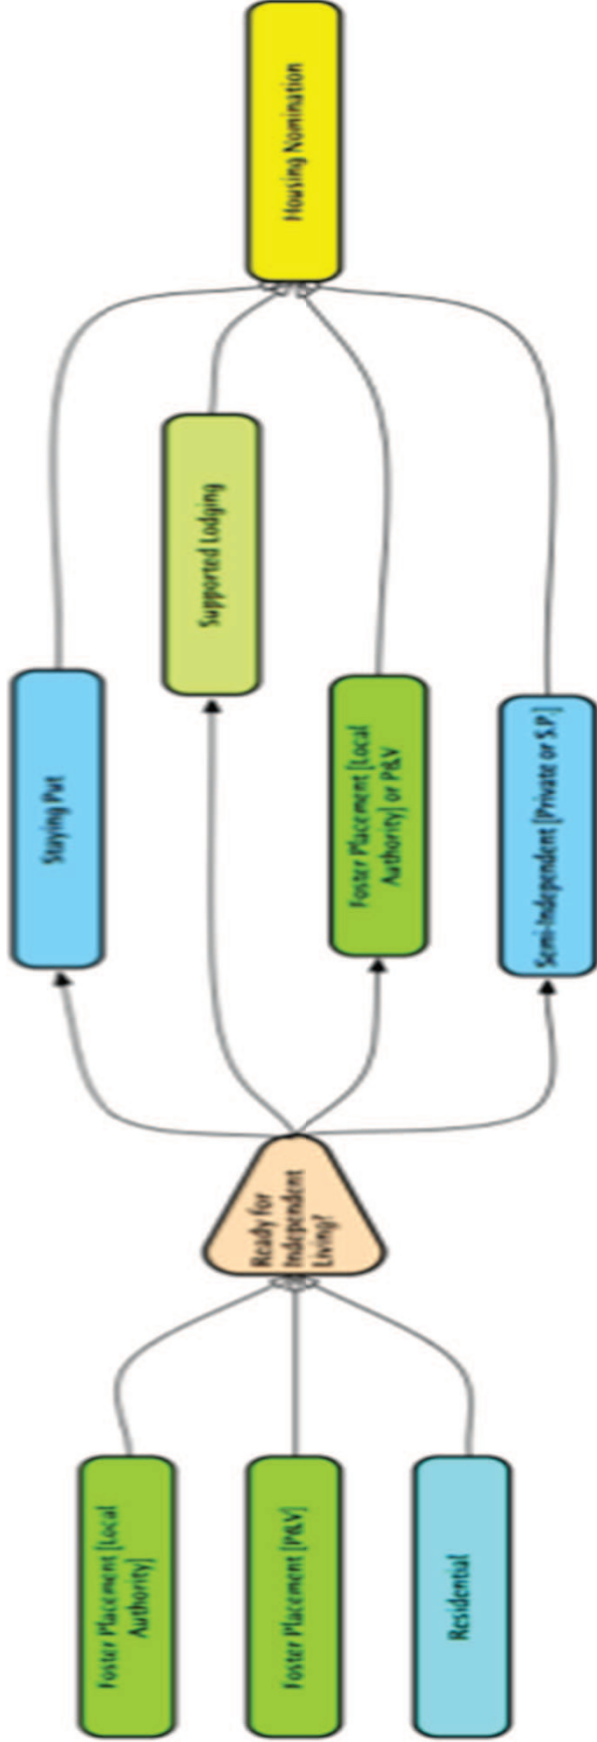 Housing Nomination
Staying Put
Supported Lodging
Foster Placement [Local
Authority] or P&V
Semi-Independent [Private or S.P.]
Ready for
Independent
Living?
Foster Placement [Local
Authority]
Foster Placement [P&V]
Residential